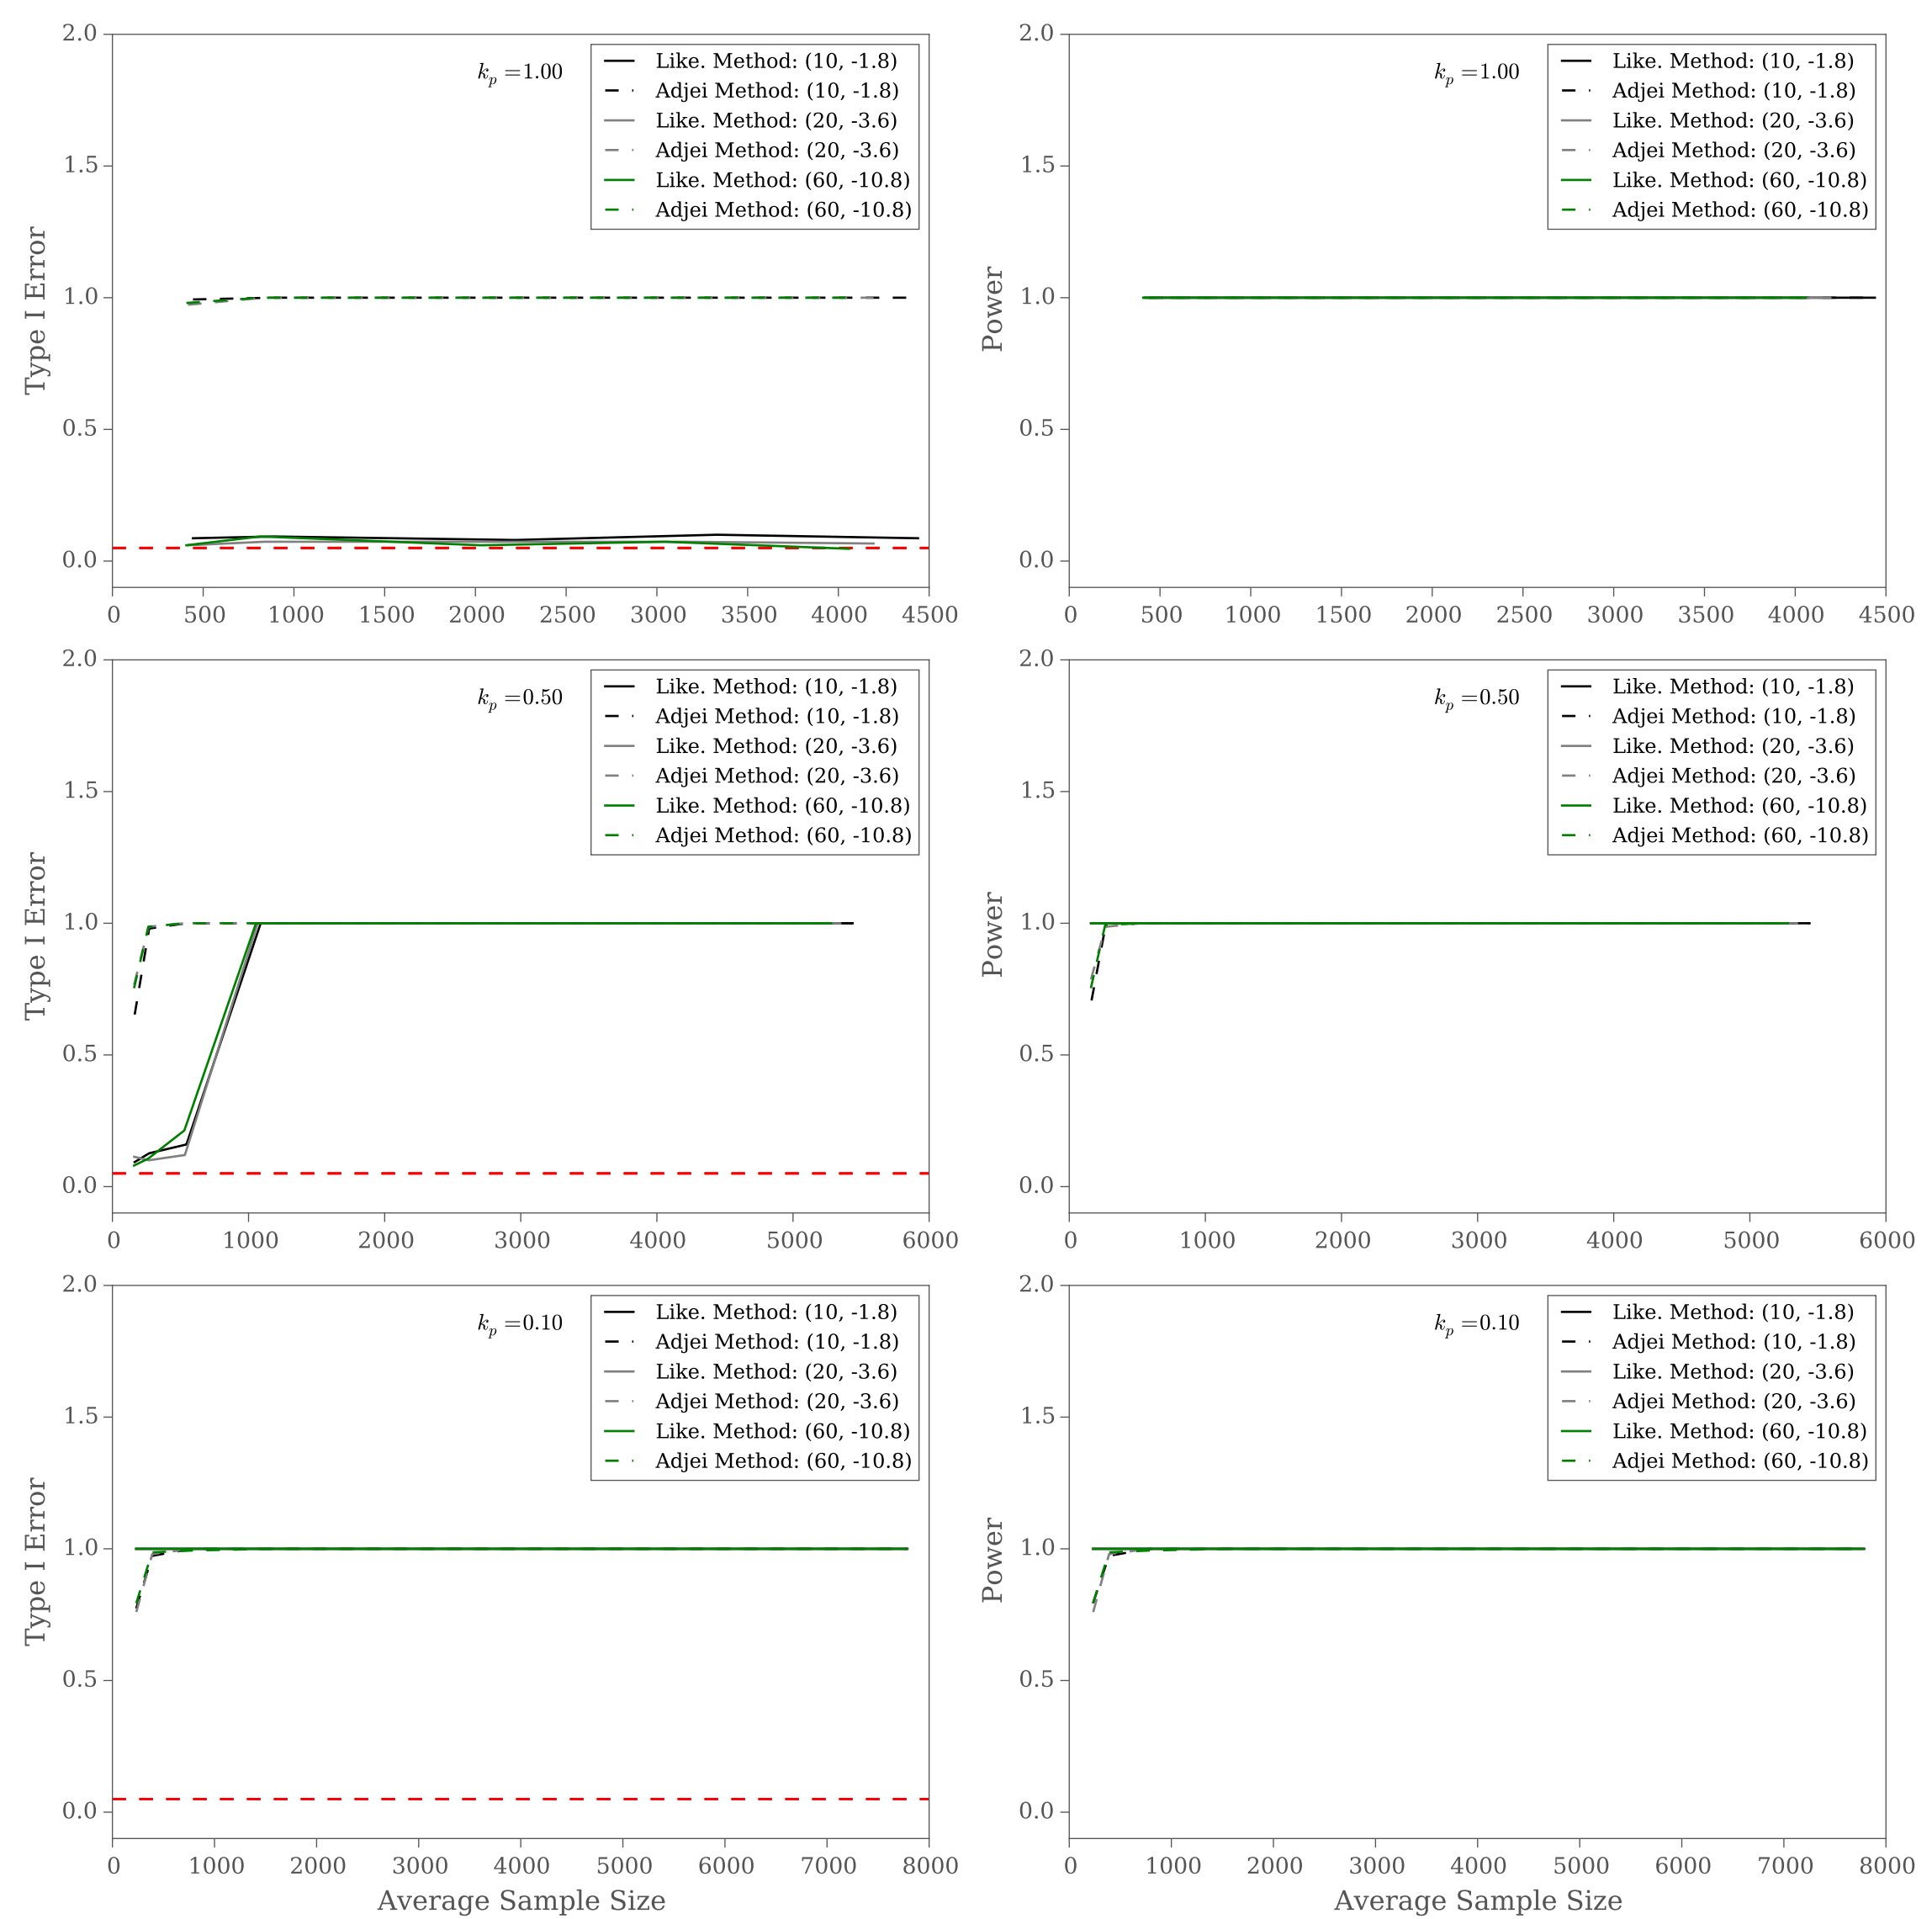 2.0
1.5
1.0
0.5
0.0
Type I Error
k_p =1.00
Like. Method: (10, -1.8)
Adjei Method: (10, -1.8)
Like. Method: (20, -3.6)
Adjei Method: (20, -3.6)
Like. Method: (60, -10.8)
Adjei Method: (60, -10.8)
0 500 1000 1500 2000 2500 3000 3500 4000 4500
2.0
1.5
1.0
0.5
0.0
Power
k_p =1.00
Like. Method: (10, -1.8)
Adjei Method: (10, -1.8)
Like. Method: (20, -3.6)
Adjei Method: (20, -3.6)
Like. Method: (60, -10.8)
Adjei Method: (60, -10.8)
0 500 1000 1500 2000 2500 3000 3500 4000 4500
2.0
1.5
1.0
0.5
0.0
Type I Error
k_p =0.50
Like. Method: (10, -1.8)
Adjei Method: (10, -1.8)
Like. Method: (20, -3.6)
Adjei Method: (20, -3.6)
Like. Method: (60, -10.8)
Adjei Method: (60, -10.8)
0 1000 2000 3000 4000 5000 6000
2.0
1.5
1.0
0.5
0.0
Power
k_p =0.50
Like. Method: (10, -1.8)
Adjei Method: (10, -1.8)
Like. Method: (20, -3.6)
Adjei Method: (20, -3.6)
Like. Method: (60, -10.8)
Adjei Method: (60, -10.8)
0 1000 2000 3000 4000 5000 6000
2.0
1.5
1.0
0.5
0.0
Type I Error
k_p =0.10
Like. Method: (10, -1.8)
Adjei Method: (10, -1.8)
Like. Method: (20, -3.6)
Adjei Method: (20, -3.6)
Like. Method: (60, -10.8)
Adjei Method: (60, -10.8)
0 1000 2000 3000 4000 5000 6000 7000 8000
Average Sample Size
2.0
1.5
1.0
0.5
0.0
Power
k_p =0.10
Like. Method: (10, -1.8)
Adjei Method: (10, -1.8)
Like. Method: (20, -3.6)
Adjei Method: (20, -3.6)
Like. Method: (60, -10.8)
Adjei Method: (60, -10.8)
0 1000 2000 3000 4000 5000 6000 7000 8000
Average Sample Size